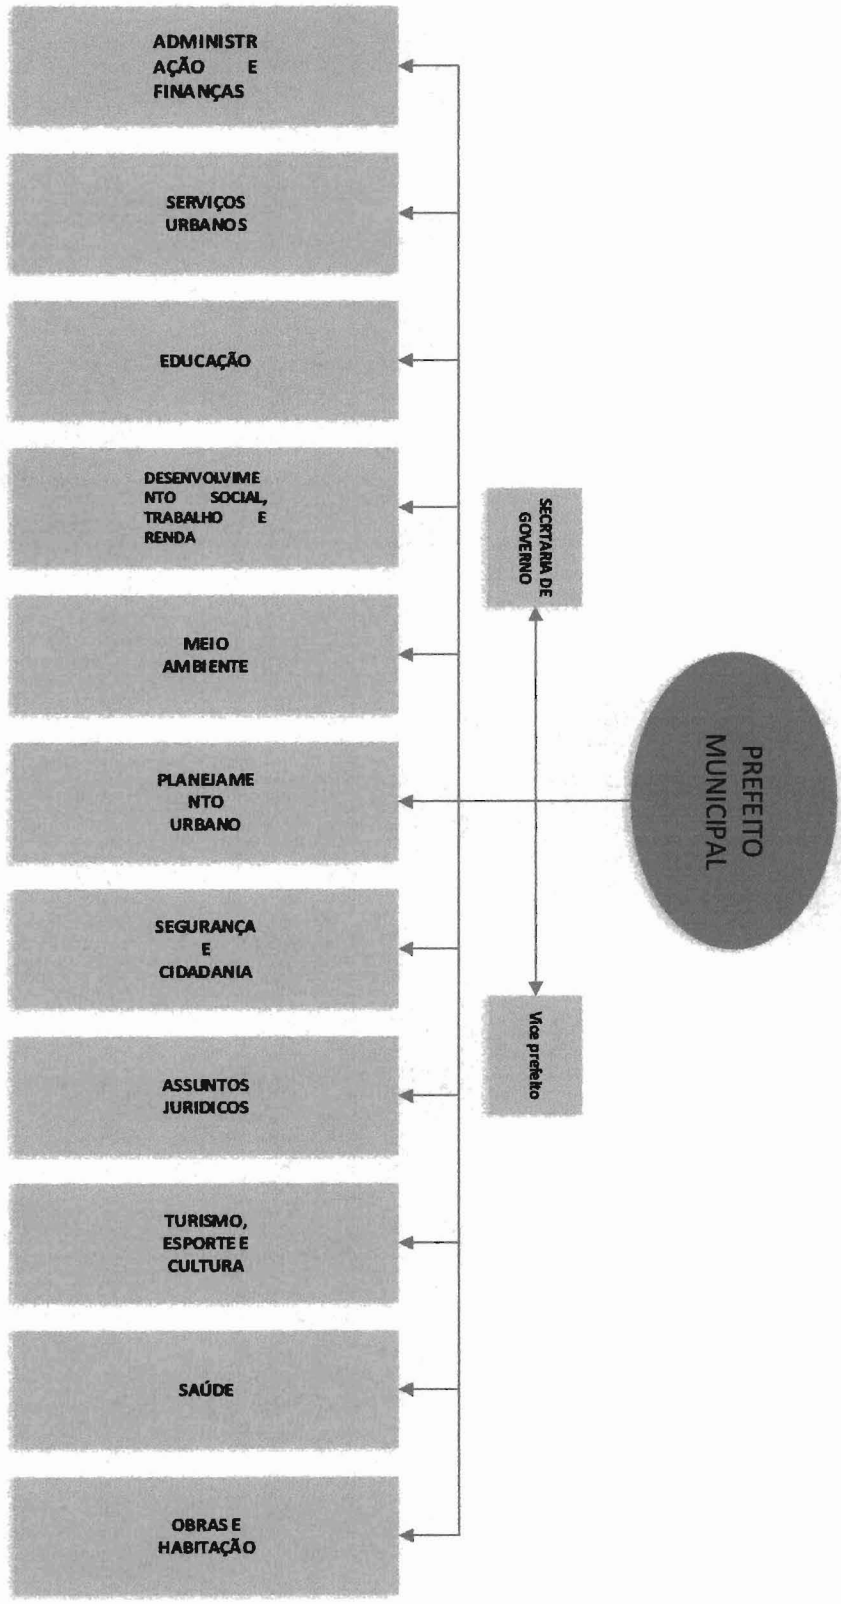 ADMINISTR
AÇÃO E
FINANÇAS
SERVIÇOS
URBANOS
EDUCAÇÃO
DESENVOLVIME
NTO SOCIAL,
TRABALHO E
RENDA
MEIO
AMBIENTE
PLANEJAME
NTO
URBANO
SEGURANÇA
E
CIDADANIA
ASSUNTOS
JURIDICOS
TURISMO,
ESPORTE E
CULTURA
SAÚDE
OBRAS E
HABITAÇÃO
SECRTARIA DE
GOVERNO
Vice prefeito
PREFEITO
MUNICIPAL